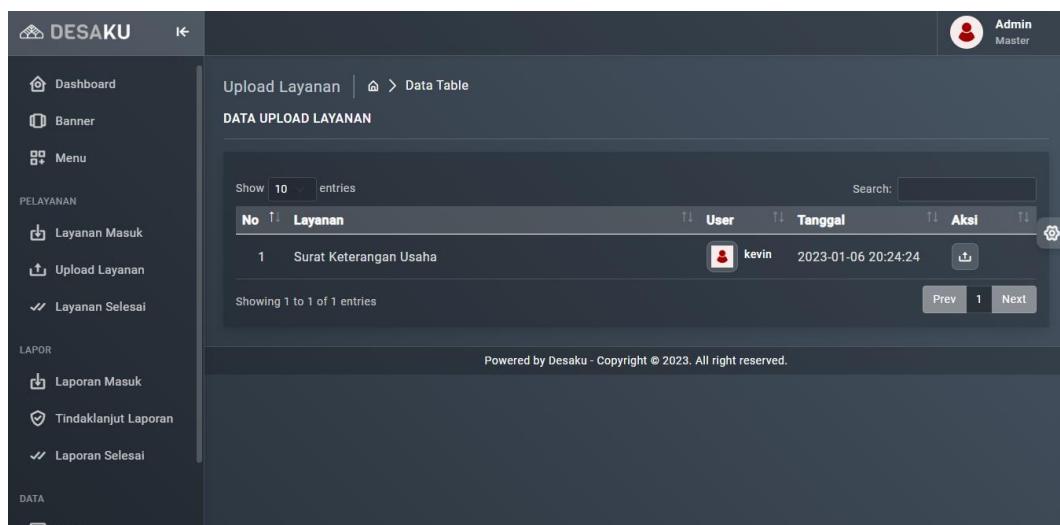 DESAKU
Admin
Master
Dashboard
Banner
Menu
PELAYANAN
Layanan Masuk
Upload Layanan
Layanan Selesai
LAPOR
Laporan Masuk
Tindaklanjut Laporan
Laporan Selesai
DATA
Upload Layanan > Data Table
DATA UPLOAD LAYANAN
Show 10 entries Search:
No Layanan User Tanggal Aksi
1 Surat Keterangan Usaha kevin 2023-01-06 20:24:24
Showing 1 to 1 of 1 entries Prev 1 Next
Powered by Desaku - Copyright © 2023. All right reserved.